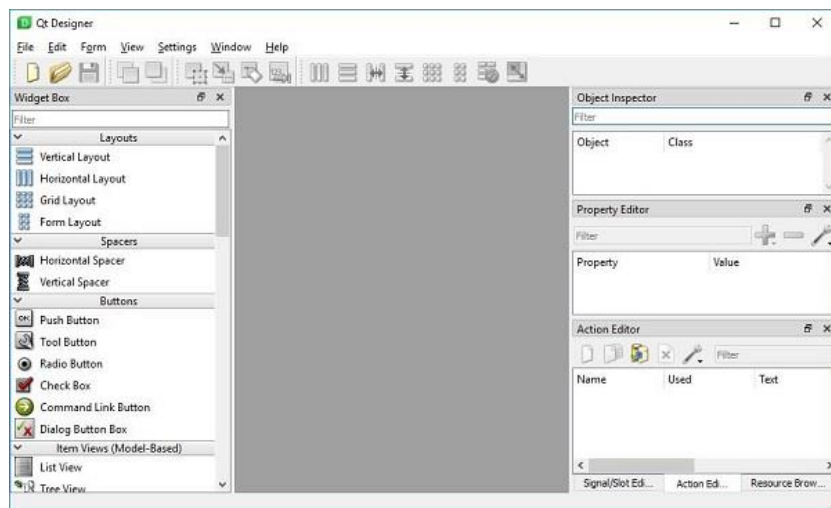 Qt Designer
File Edit Form View Settings Window Help
Widget Box
Filter
Layouts
Vertical Layout
Horizontal Layout
Grid Layout
Form Layout
Spacers
Horizontal Spacer
Vertical Spacer
Buttons
OK
Push Button
Tool Button
Radio Button
Check Box
Command Link Button
Dialog Button Box
Item Views (Model-Based)
List View
Tree View
Object Inspector
Filter
Object Class
Property Editor
Filter
Property Value
Action Editor
Filter
Name Used Text
Signal/Slot Edi... Action Edi... Resource Brow...